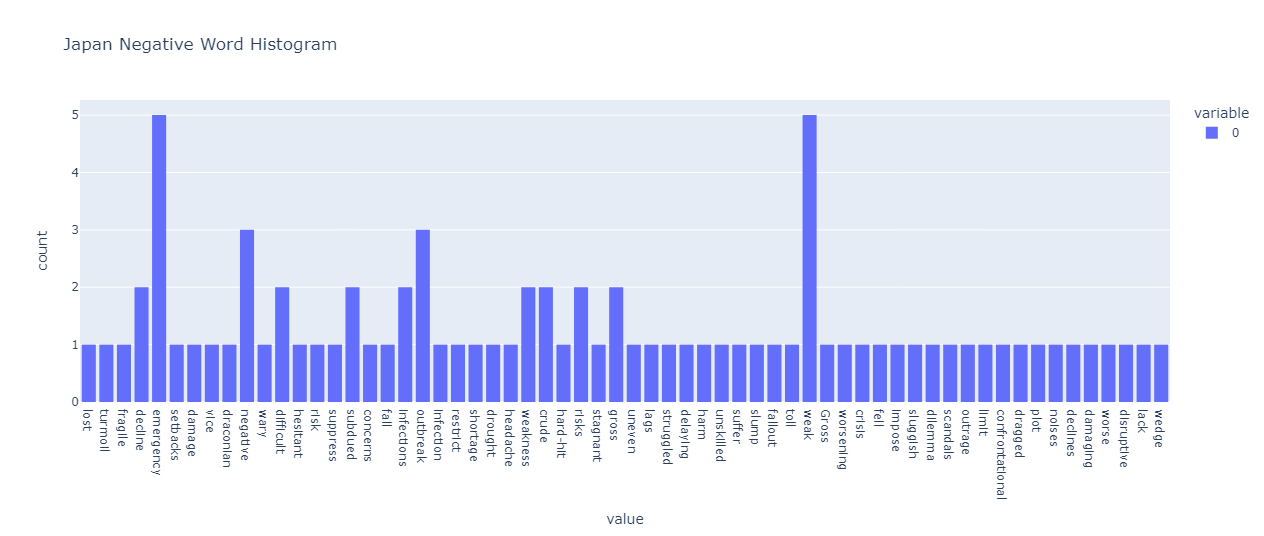 Japan Negative Word Histogram
variable
0
count
5
4
3
2
1
0
lost
turmoil
fragile
decline
emergency
setbacks
damage
vice
draconian
negative
wary
difficult
hesitant
risk
suppress
subdued
concerns
fall
infections
outbreak
infection
restrict
shortage
drought
headache
weakness
crude
hard-hit
risks
stagnant
gross
uneven
lags
struggled
delaying
harm
unskilled
suffer
slump
fallout
toll
weak
Gross
worsening
crisis
fell
impose
sluggish
dilemma
scandals
outrage
limit
confrontational
dragged
plot
noises
declines
damaging
worse
disruptive
lack
wedge
value